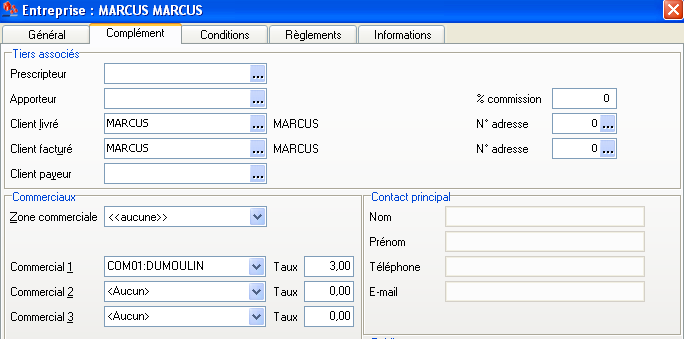 Entreprise : MARCUS MARCUS
Général Complément Conditions Règlements Informations
Tiers associés
Prescripteur ...
Apporteur ... % commission 0
Client livré MARCUS ... MARCUS N° adresse 0 ...
Client facturé MARCUS ... MARCUS N° adresse 0 ...
Client payeur ...
Commerciaux
Zone commerciale <<aucune>>
Commercial 1 COM01:DUMOULIN Taux 3,00
Commercial 2 <Aucun> Taux 0,00
Commercial 3 <Aucun> Taux 0,00
Contact principal
Nom
Prénom
Téléphone
E-mail